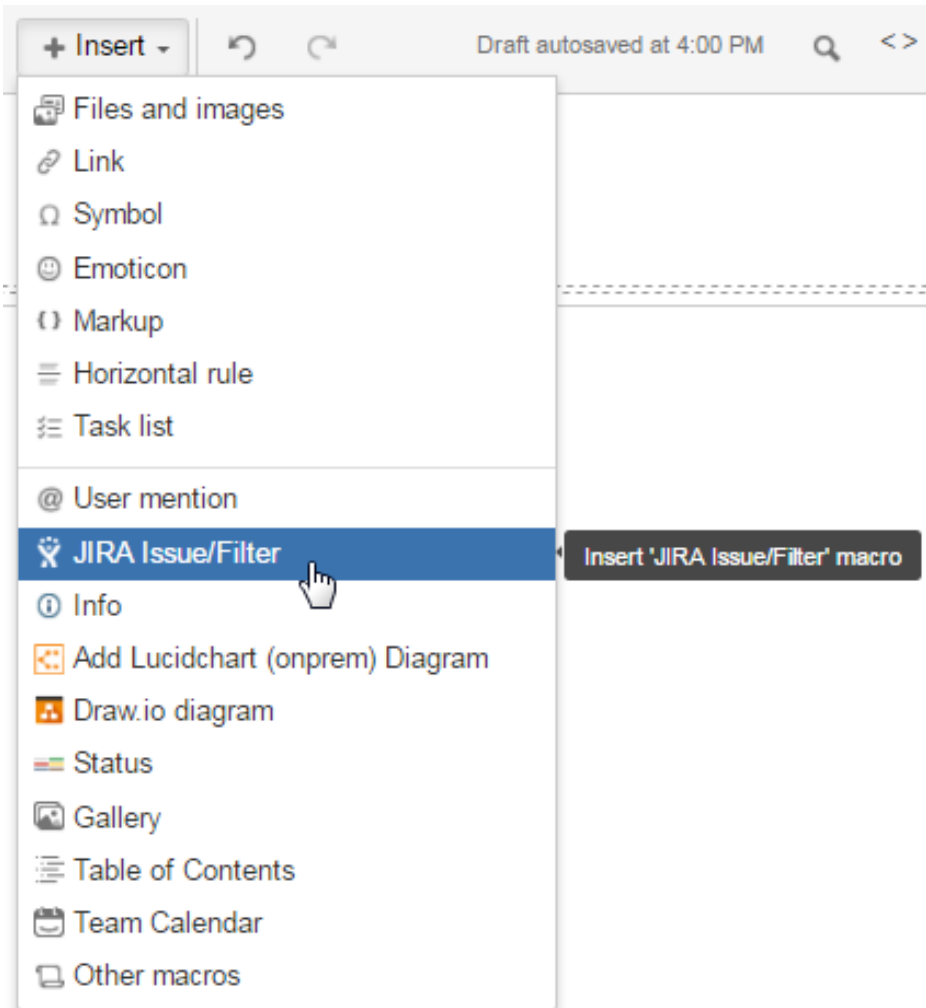 + Insert
Draft autosaved at 4:00 PM
< >
Files and images
Link
Ω Symbol
Emoticon
{} Markup
Horizontal rule
Task list
@ User mention
JIRA Issue/Filter
Insert 'JIRA Issue/Filter' macro
Info
Add Lucidchart (onprem) Diagram
Draw.io diagram
Status
Gallery
Table of Contents
Team Calendar
Other macros